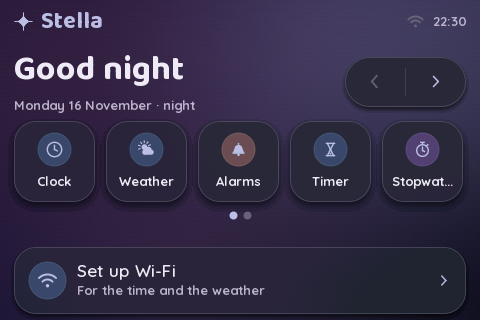 Stella
22:30
Good night
Monday 16 November · night
Clock
Weather
Alarms
Timer
Stopwat...
Set up Wi-Fi
For the time and the weather